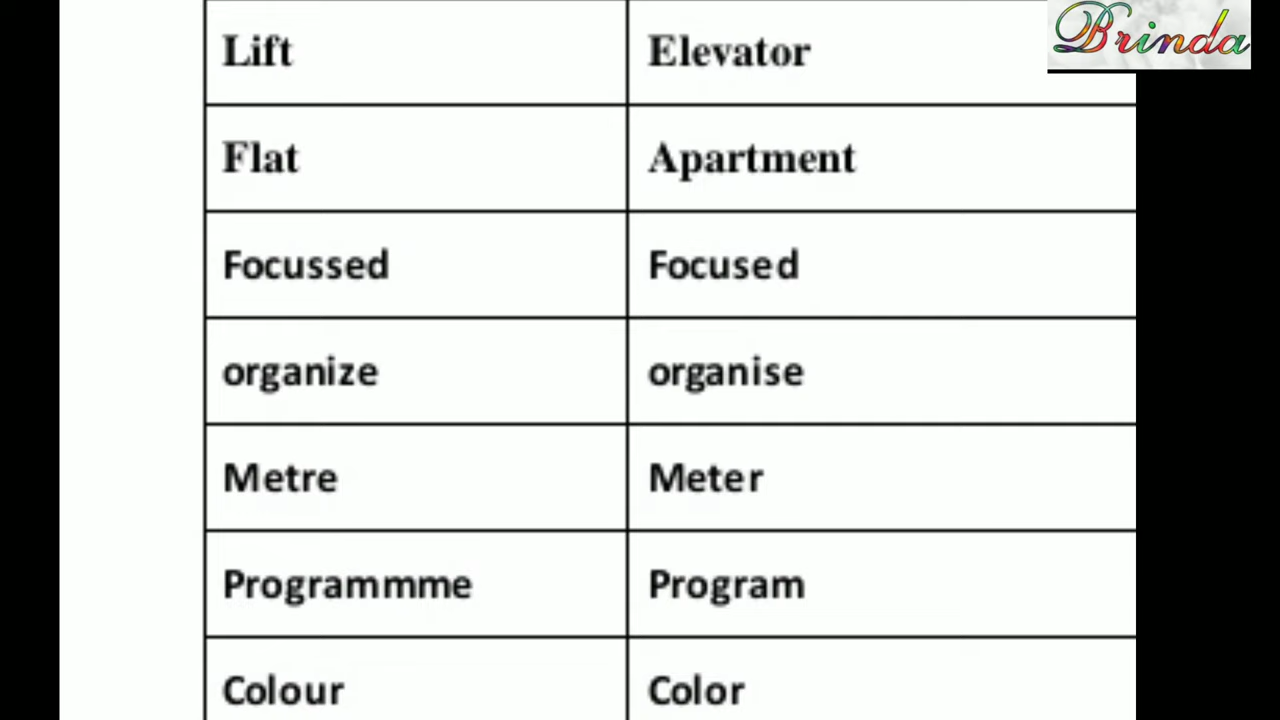 Brinda
Lift Elevator
Flat Apartment
Focussed Focused
organize organise
Metre Meter
Programmme Program
Colour Color